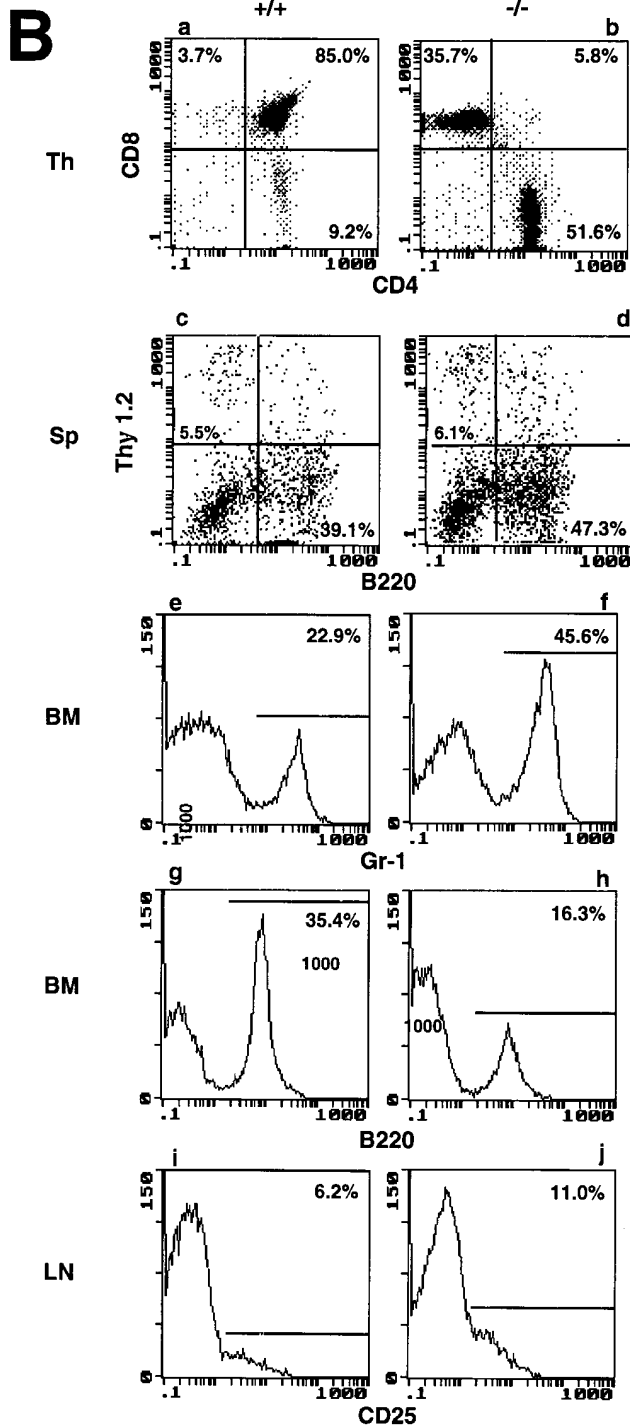 B
+/+
-/-
a
b
3.7%
85.0%
35.7%
5.8%
1000
1000
Th
CD8
9.2%
51.6%
.1
.1
.1
1000
.1
1000
CD4
c
d
1000
1000
Sp
Thy 1.2
5.5%
6.1%
39.1%
47.3%
.1
.1
.1
1000
.1
1000
B220
e
f
150
22.9%
150
45.6%
BM
0
1000
0
.1
1000
.1
1000
Gr-1
g
h
150
35.4%
150
16.3%
1000
BM
1000
0
0
.1
1000
.1
1000
B220
i
j
150
6.2%
150
11.0%
LN
0
0
.1
1000
.1
1000
CD25